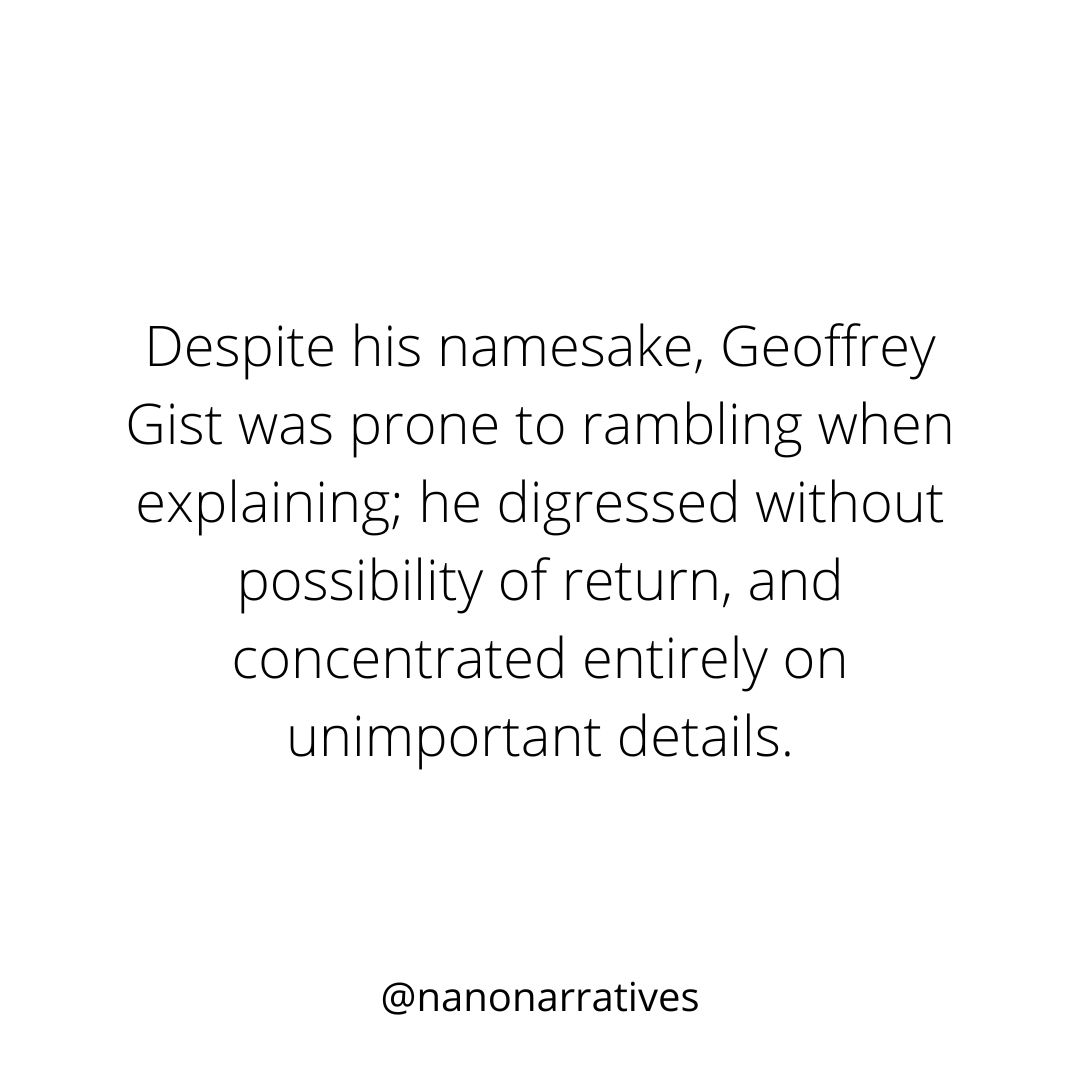 Despite his namesake, Geoffrey
Gist was prone to rambling when
explaining; he digressed without
possibility of return, and
concentrated entirely on
unimportant details.
@nanonarratives